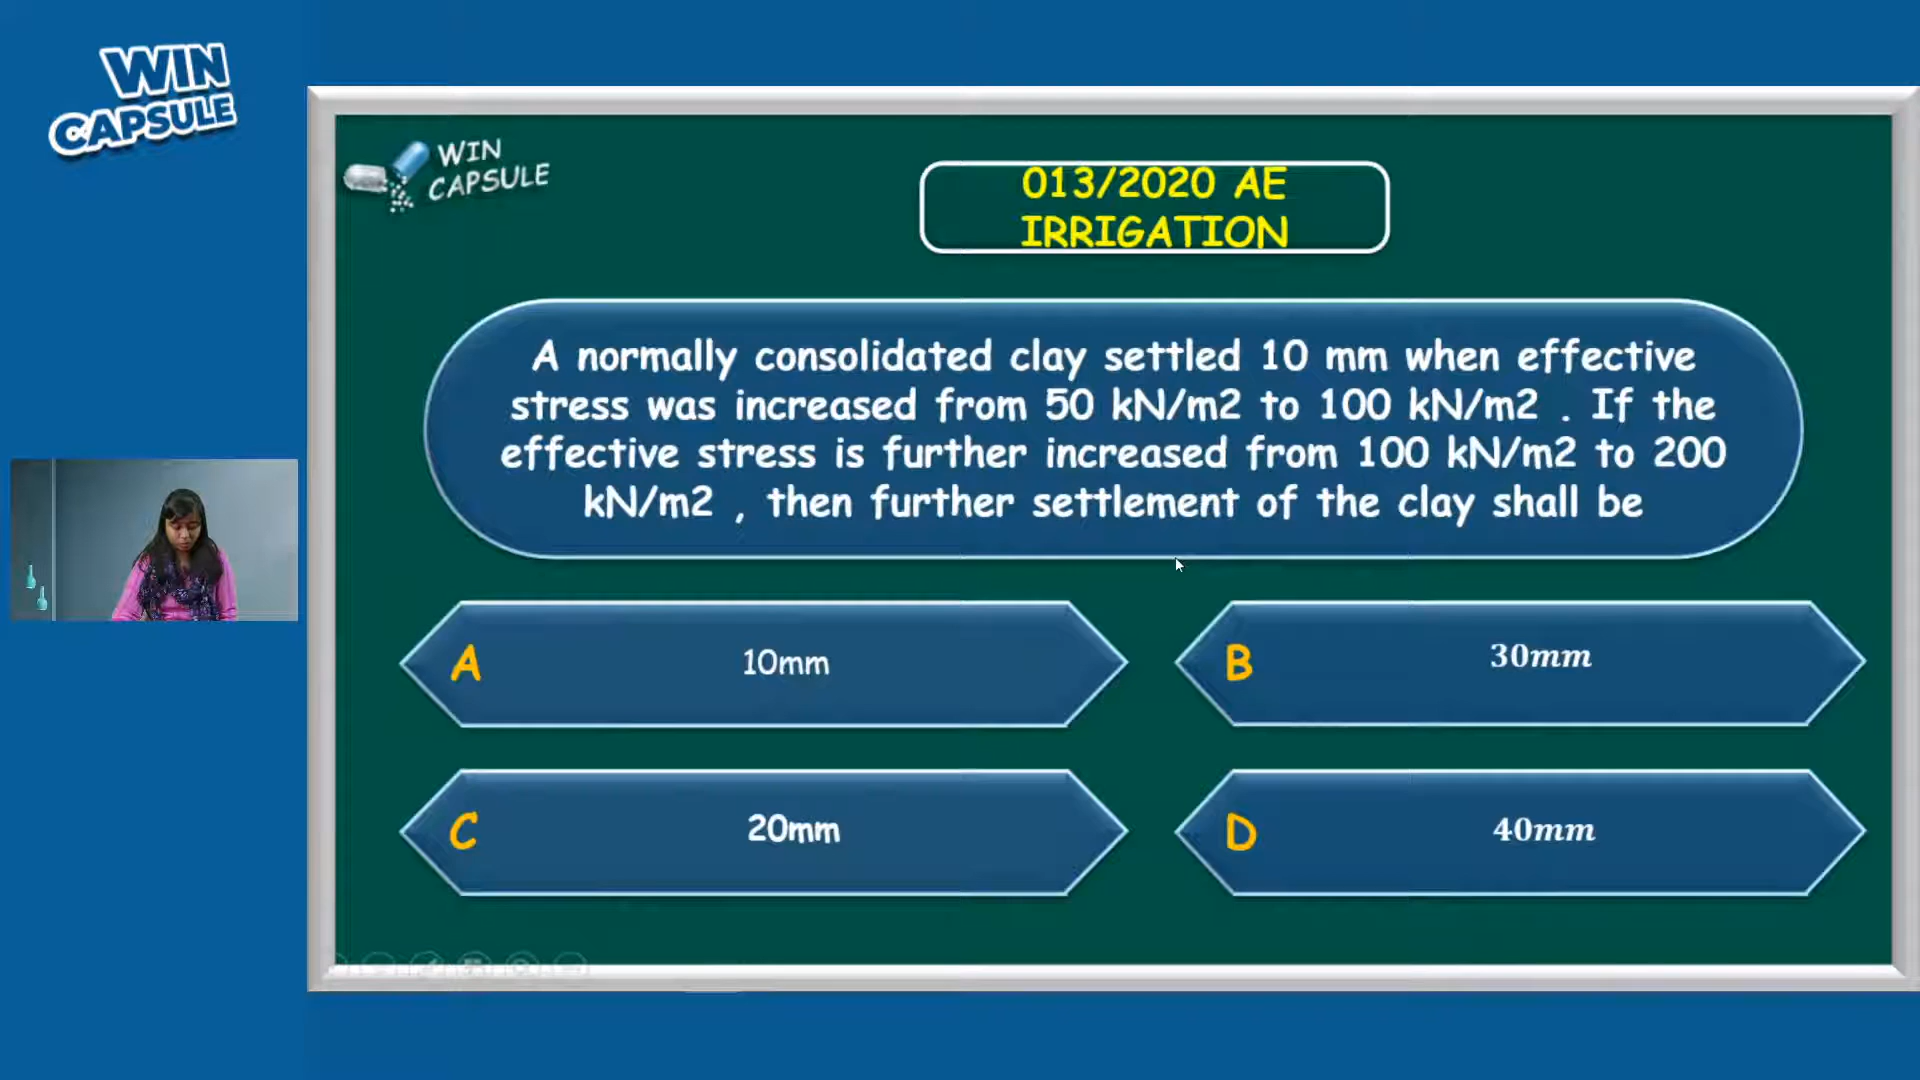 WIN
CAPSULE
WIN
CAPSULE
013/2020 AE
IRRIGATION
A normally consolidated clay settled 10 mm when effective
stress was increased from 50 kN/m2 to 100 kN/m2 . If the
effective stress is further increased from 100 kN/m2 to 200
kN/m2 , then further settlement of the clay shall be
A 10mm
B 30mm
C 20mm
D 40mm